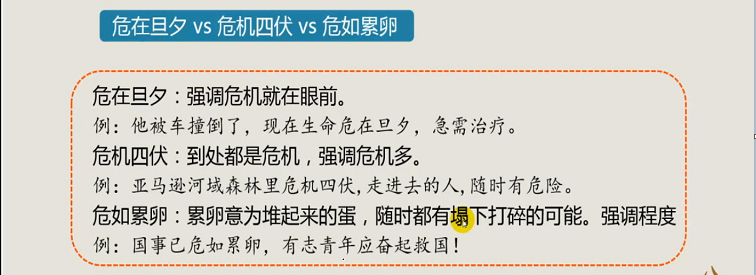 危在旦夕 vs 危机四伏 vs 危如累卵
危在旦夕：强调危机就在眼前。
例：他被车撞倒了，现在生命危在旦夕，急需治疗。
危机四伏：到处都是危机，强调危机多。
例：亚马逊河域森林里危机四伏,走进去的人,随时有危险。
危如累卵：累卵意为堆起来的蛋，随时都有塌下打碎的可能。强调程度
例：国事已危如累卵，有志青年应奋起救国！